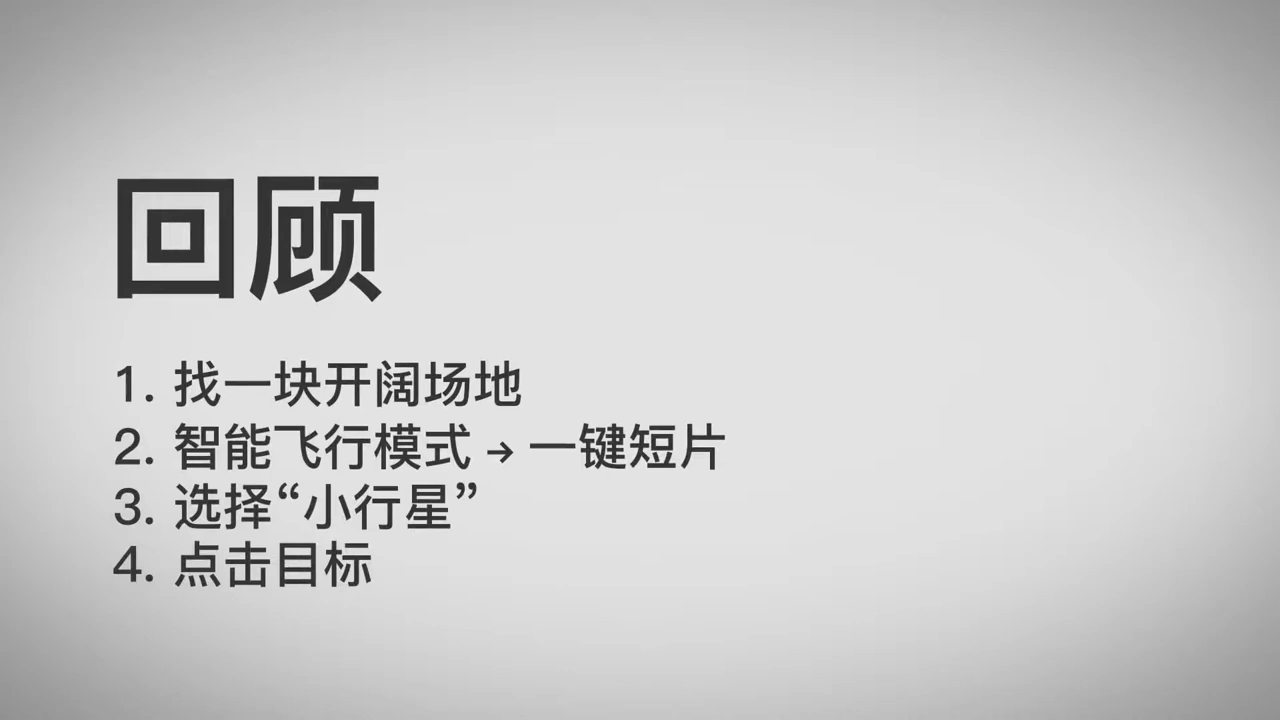 回顾
1. 找一块开阔场地
2. 智能飞行模式 → 一键短片
3. 选择“小行星”
4. 点击目标